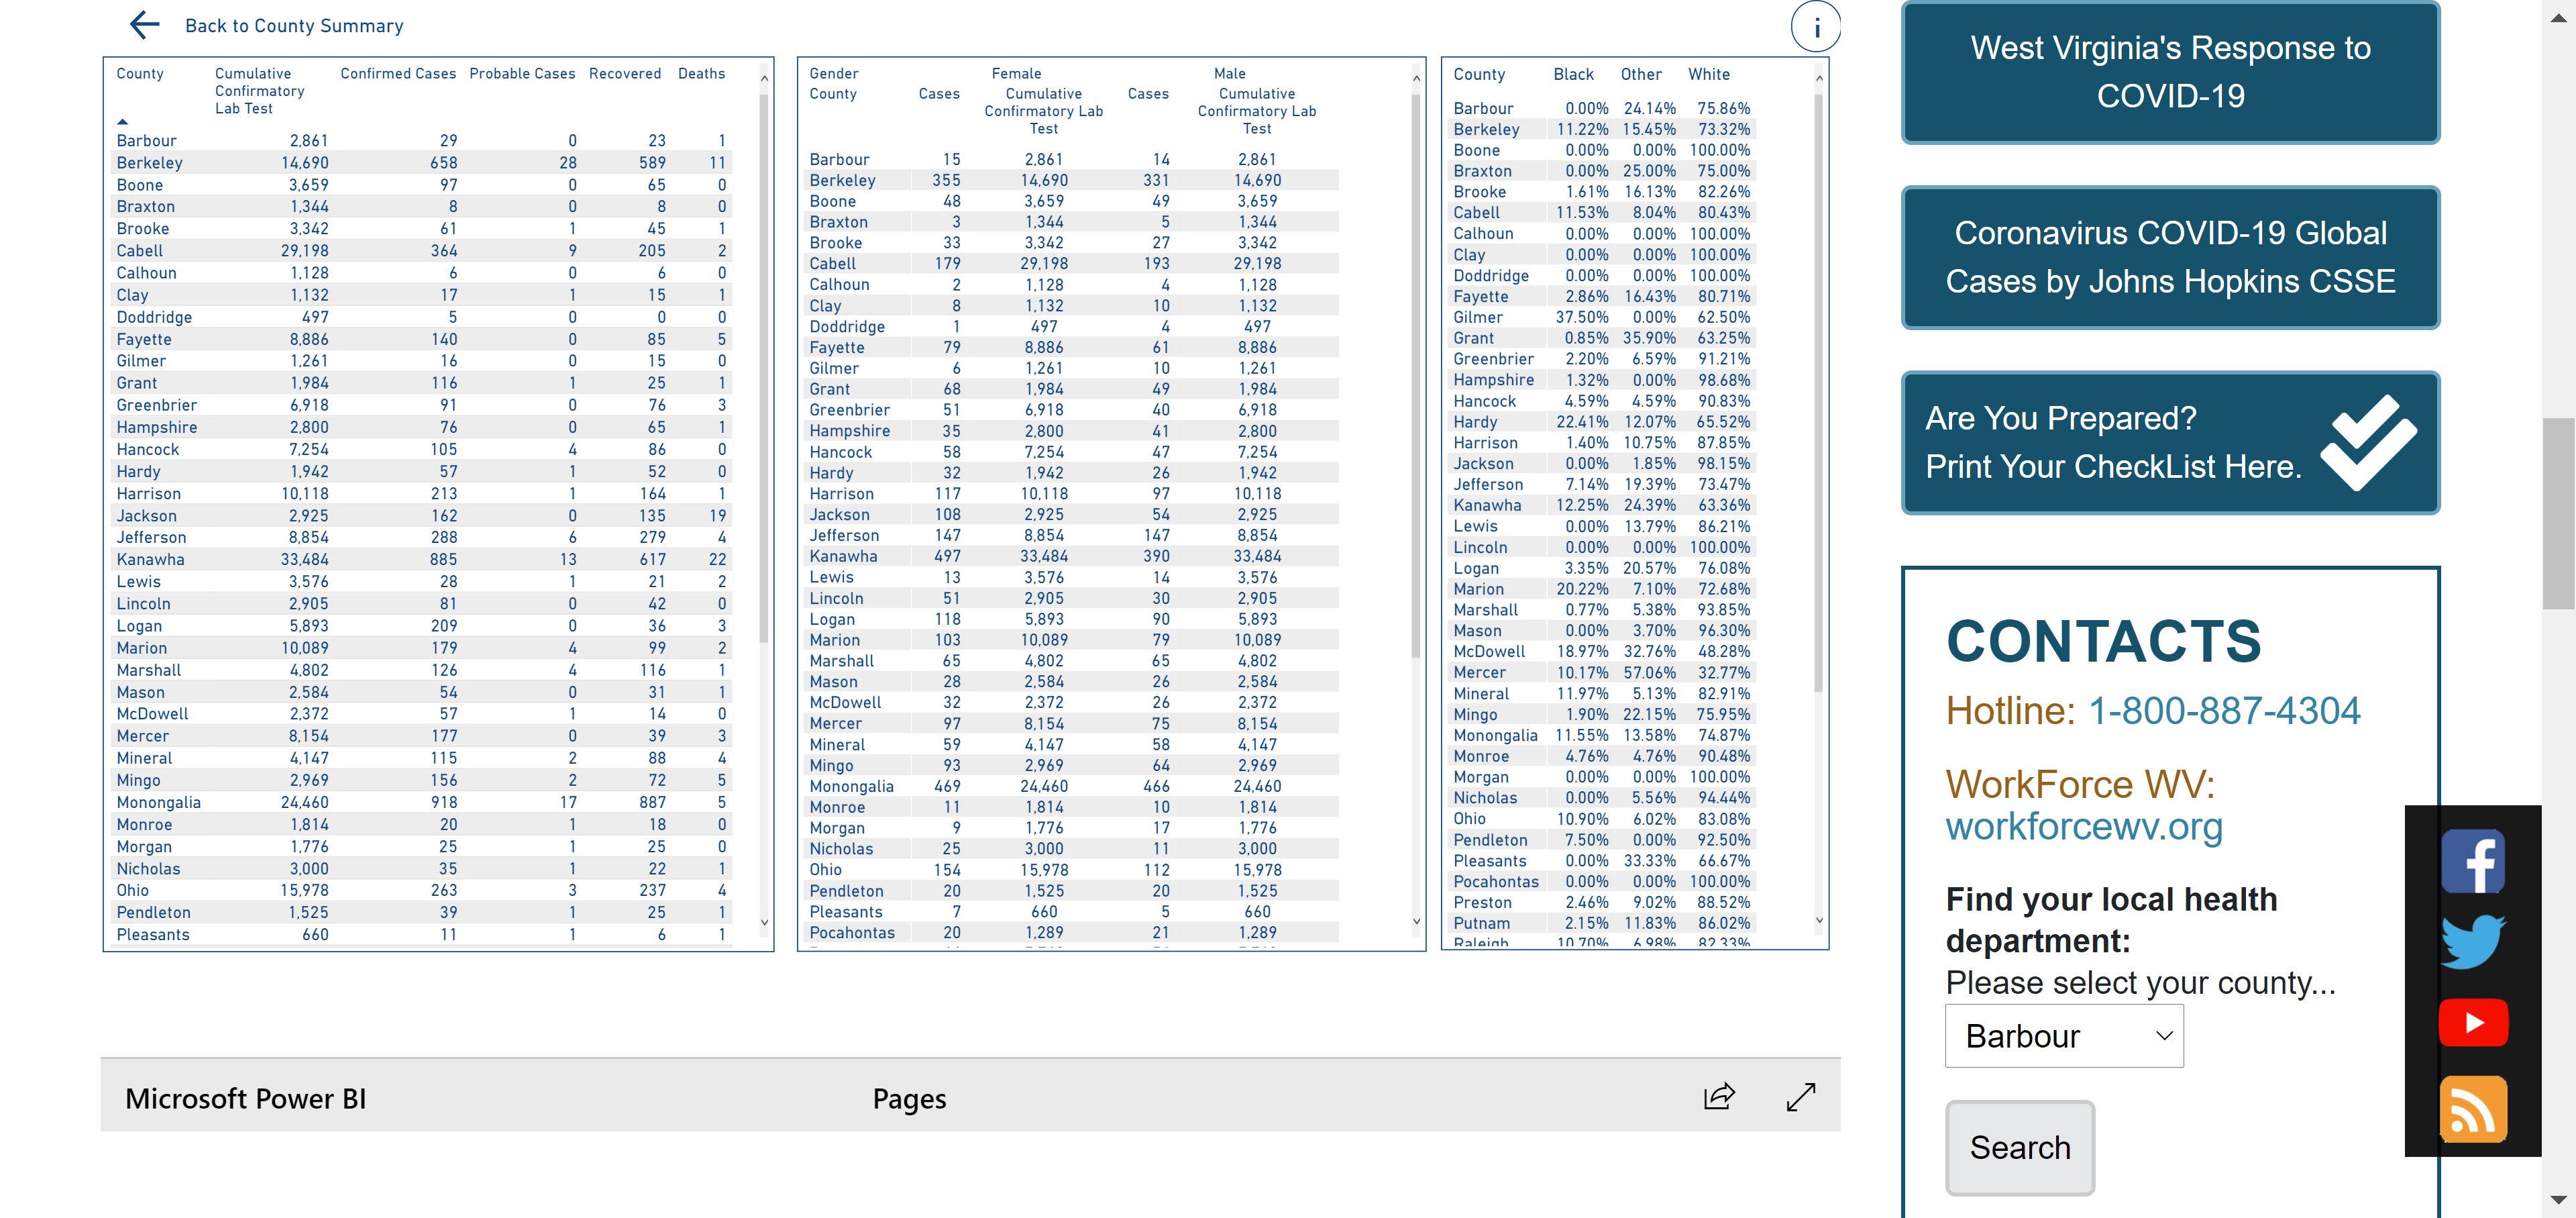 Back to County Summary
i
County Cumulative Confirmatory Lab Test Confirmed Cases Probable Cases Recovered Deaths
Barbour 2,861 29 0 23 1
Berkeley 14,690 658 28 589 11
Boone 3,659 97 0 65 0
Braxton 1,344 8 0 8 0
Brooke 3,342 61 1 45 1
Cabell 29,198 364 9 205 2
Calhoun 1,128 6 0 6 0
Clay 1,132 17 1 15 1
Doddridge 497 5 0 0 0
Fayette 8,886 140 0 85 5
Gilmer 1,261 16 0 15 0
Grant 1,984 116 1 25 1
Greenbrier 6,918 91 0 76 3
Hampshire 2,800 76 0 65 1
Hancock 7,254 105 4 86 0
Hardy 1,942 57 1 52 0
Harrison 10,118 213 1 164 1
Jackson 2,925 162 0 135 19
Jefferson 8,854 288 6 279 4
Kanawha 33,484 885 13 617 22
Lewis 3,576 28 1 21 2
Lincoln 2,905 81 0 42 0
Logan 5,893 209 0 36 3
Marion 10,089 179 4 99 2
Marshall 4,802 126 4 116 1
Mason 2,584 54 0 31 1
McDowell 2,372 57 1 14 0
Mercer 8,154 177 0 39 3
Mineral 4,147 115 2 88 4
Mingo 2,969 156 2 72 5
Monongalia 24,460 918 17 887 5
Monroe 1,814 20 1 18 0
Morgan 1,776 25 1 25 0
Nicholas 3,000 35 1 22 1
Ohio 15,978 263 3 237 4
Pendleton 1,525 39 1 25 1
Pleasants 660 11 1 6 1
Gender Female Male
County Cases Cumulative Confirmatory Lab Test Cases Cumulative Confirmatory Lab Test
Barbour 15 2,861 14 2,861
Berkeley 355 14,690 331 14,690
Boone 48 3,659 49 3,659
Braxton 3 1,344 5 1,344
Brooke 33 3,342 27 3,342
Cabell 179 29,198 193 29,198
Calhoun 2 1,128 4 1,128
Clay 8 1,132 10 1,132
Doddridge 1 497 4 497
Fayette 79 8,886 61 8,886
Gilmer 6 1,261 10 1,261
Grant 68 1,984 49 1,984
Greenbrier 51 6,918 40 6,918
Hampshire 35 2,800 41 2,800
Hancock 58 7,254 47 7,254
Hardy 32 1,942 26 1,942
Harrison 117 10,118 97 10,118
Jackson 108 2,925 54 2,925
Jefferson 147 8,854 147 8,854
Kanawha 497 33,484 390 33,484
Lewis 13 3,576 14 3,576
Lincoln 51 2,905 30 2,905
Logan 118 5,893 90 5,893
Marion 103 10,089 79 10,089
Marshall 65 4,802 65 4,802
Mason 28 2,584 26 2,584
McDowell 32 2,372 26 2,372
Mercer 97 8,154 75 8,154
Mineral 59 4,147 58 4,147
Mingo 93 2,969 64 2,969
Monongalia 469 24,460 466 24,460
Monroe 11 1,814 10 1,814
Morgan 9 1,776 17 1,776
Nicholas 25 3,000 11 3,000
Ohio 154 15,978 112 15,978
Pendleton 20 1,525 20 1,525
Pleasants 7 660 5 660
Pocahontas 20 1,289 21 1,289
County Black Other White
Barbour 0.00% 24.14% 75.86%
Berkeley 11.22% 15.45% 73.32%
Boone 0.00% 0.00% 100.00%
Braxton 0.00% 25.00% 75.00%
Brooke 1.61% 16.13% 82.26%
Cabell 11.53% 8.04% 80.43%
Calhoun 0.00% 0.00% 100.00%
Clay 0.00% 0.00% 100.00%
Doddridge 0.00% 0.00% 100.00%
Fayette 2.86% 16.43% 80.71%
Gilmer 37.50% 0.00% 62.50%
Grant 0.85% 35.90% 63.25%
Greenbrier 2.20% 6.59% 91.21%
Hampshire 1.32% 0.00% 98.68%
Hancock 4.59% 4.59% 90.83%
Hardy 22.41% 12.07% 65.52%
Harrison 1.40% 10.75% 87.85%
Jackson 0.00% 1.85% 98.15%
Jefferson 7.14% 19.39% 73.47%
Kanawha 12.25% 24.39% 63.36%
Lewis 0.00% 13.79% 86.21%
Lincoln 0.00% 0.00% 100.00%
Logan 3.35% 20.57% 76.08%
Marion 20.22% 7.10% 72.68%
Marshall 0.77% 5.38% 93.85%
Mason 0.00% 3.70% 96.30%
McDowell 18.97% 32.76% 48.28%
Mercer 10.17% 57.06% 32.77%
Mineral 11.97% 5.13% 82.91%
Mingo 1.90% 22.15% 75.95%
Monongalia 11.55% 13.58% 74.87%
Monroe 4.76% 4.76% 90.48%
Morgan 0.00% 0.00% 100.00%
Nicholas 0.00% 5.56% 94.44%
Ohio 10.90% 6.02% 83.08%
Pendleton 7.50% 0.00% 92.50%
Pleasants 0.00% 33.33% 66.67%
Pocahontas 0.00% 0.00% 100.00%
Preston 2.46% 9.02% 88.52%
Putnam 2.15% 11.83% 86.02%
Raleigh 10.70% 6.98% 82.33%
Microsoft Power BI Pages
West Virginia's Response to
COVID-19
Coronavirus COVID-19 Global
Cases by Johns Hopkins CSSE
Are You Prepared?
Print Your CheckList Here.
CONTACTS
Hotline: 1-800-887-4304
WorkForce WV:
workforcewv.org
Find your local health
department:
Please select your county...
Barbour
Search